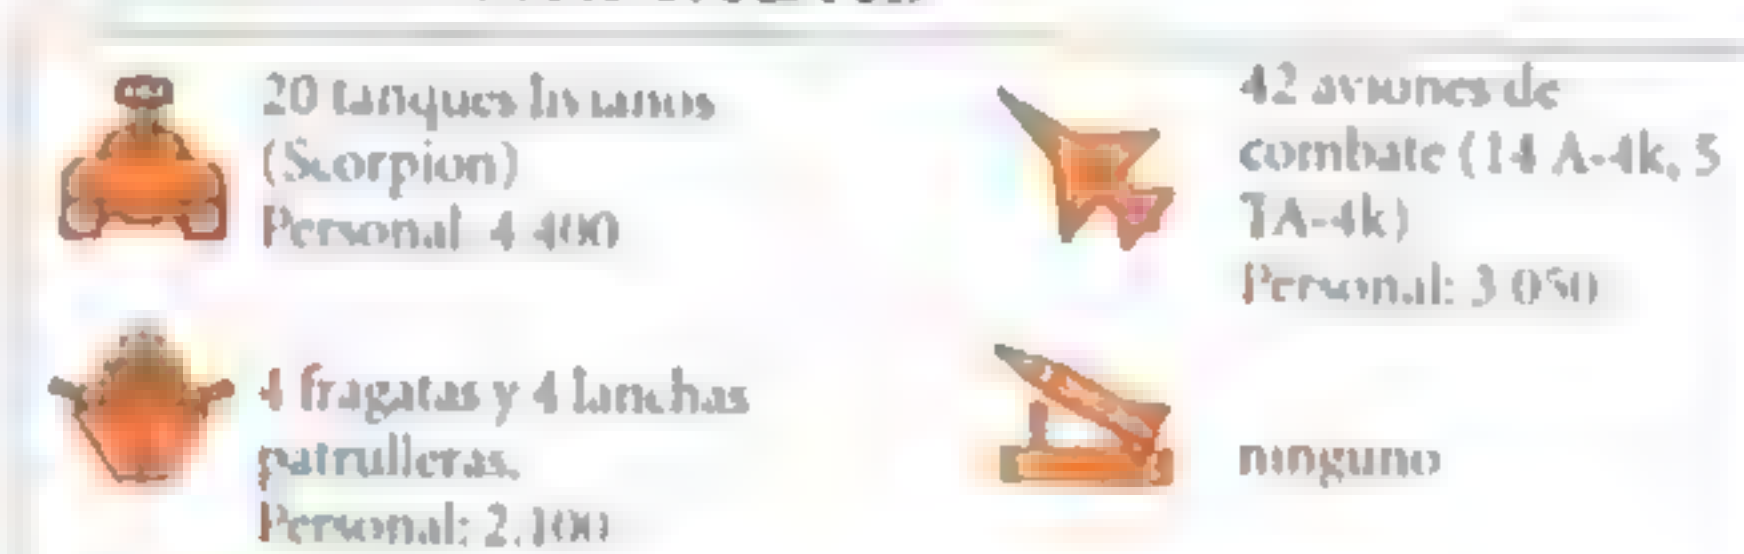 20 tanques livianos
(Scorpion)
Personal 4 400
42 aviones de
combate (14 A-4k, 5
TA-4k)
Personal: 3 050
4 fragatas y 4 lanchas
patrulleras.
Personal: 2.100
ninguno